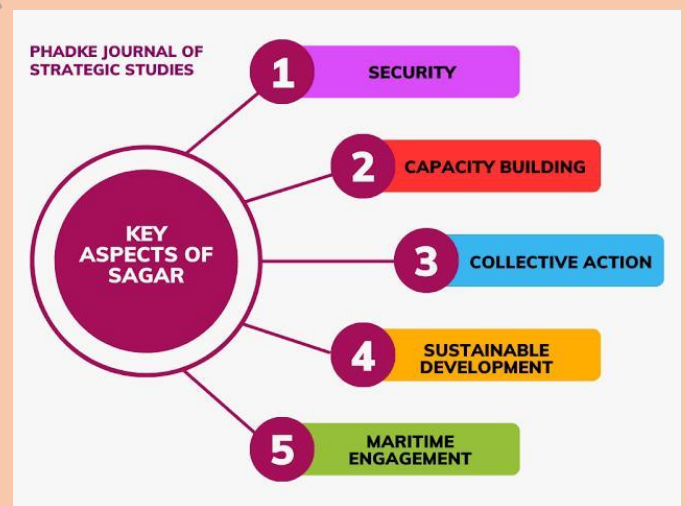 PHADKE JOURNAL OF
STRATEGIC STUDIES
1
SECURITY
2
CAPACITY BUILDING
KEY
ASPECTS OF
SAGAR
3
COLLECTIVE ACTION
4
SUSTAINABLE
DEVELOPMENT
5
MARITIME
ENGAGEMENT